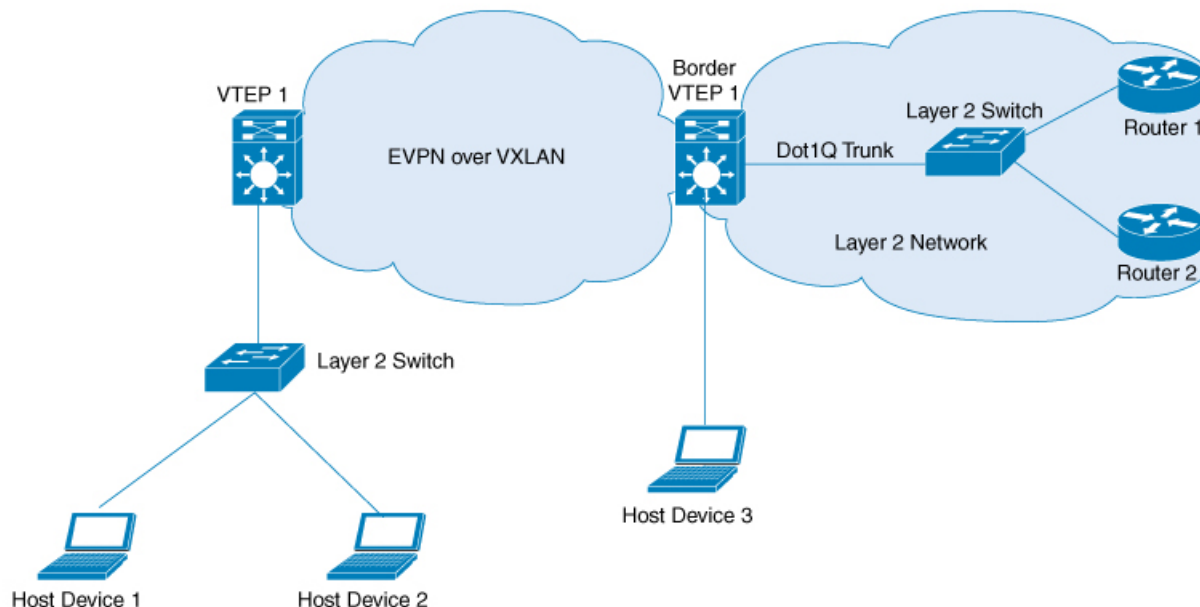 VTEP 1
Border
VTEP 1
EVPN over VXLAN
Dot1Q Trunk
Layer 2 Switch
Router 1
Layer 2 Network
Router 2
Layer 2 Switch
Host Device 3
Host Device 1
Host Device 2